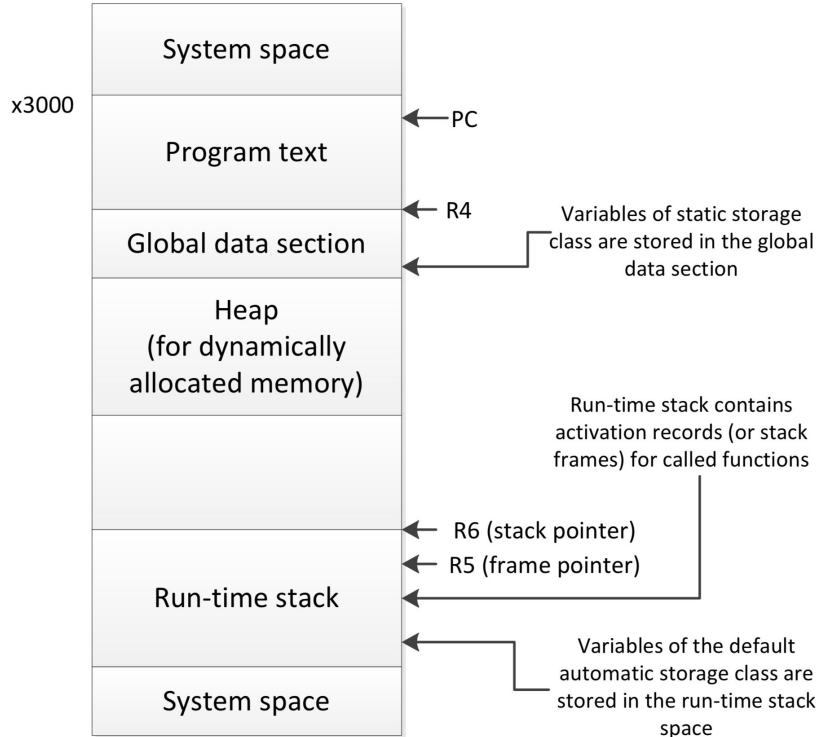 System space
x3000
PC
Program text
R4
Variables of static storage
class are stored in the global
data section
Global data section
Heap
(for dynamically
allocated memory)
Run-time stack contains
activation records (or stack
frames) for called functions
R6 (stack pointer)
R5 (frame pointer)
Run-time stack
Variables of the default
automatic storage class are
stored in the run-time stack
space
System space